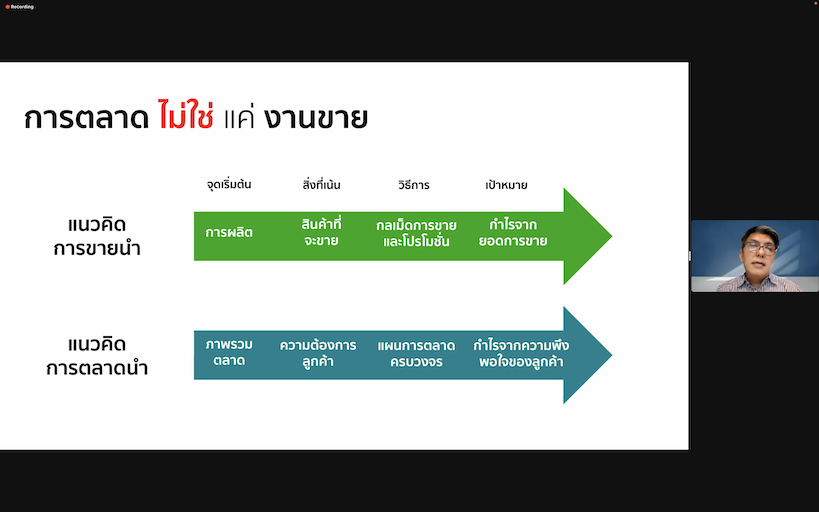 Recording
การตลาด ไม่ใช่ แค่ งานขาย
จุดเริ่มต้น สิ่งที่เน้น วิธีการ เป้าหมาย
แนวคิด
การขายนำ
การผลิต
สินค้าที่
จะขาย
กลเม็ดการขาย
และโปรโมชั่น
กำไรจาก
ยอดการขาย
แนวคิด
การตลาดนำ
ภาพรวม
ตลาด
ความต้องการ
ลูกค้า
แผนการตลาด
ครบวงจร
กำไรจากความพึง
พอใจของลูกค้า